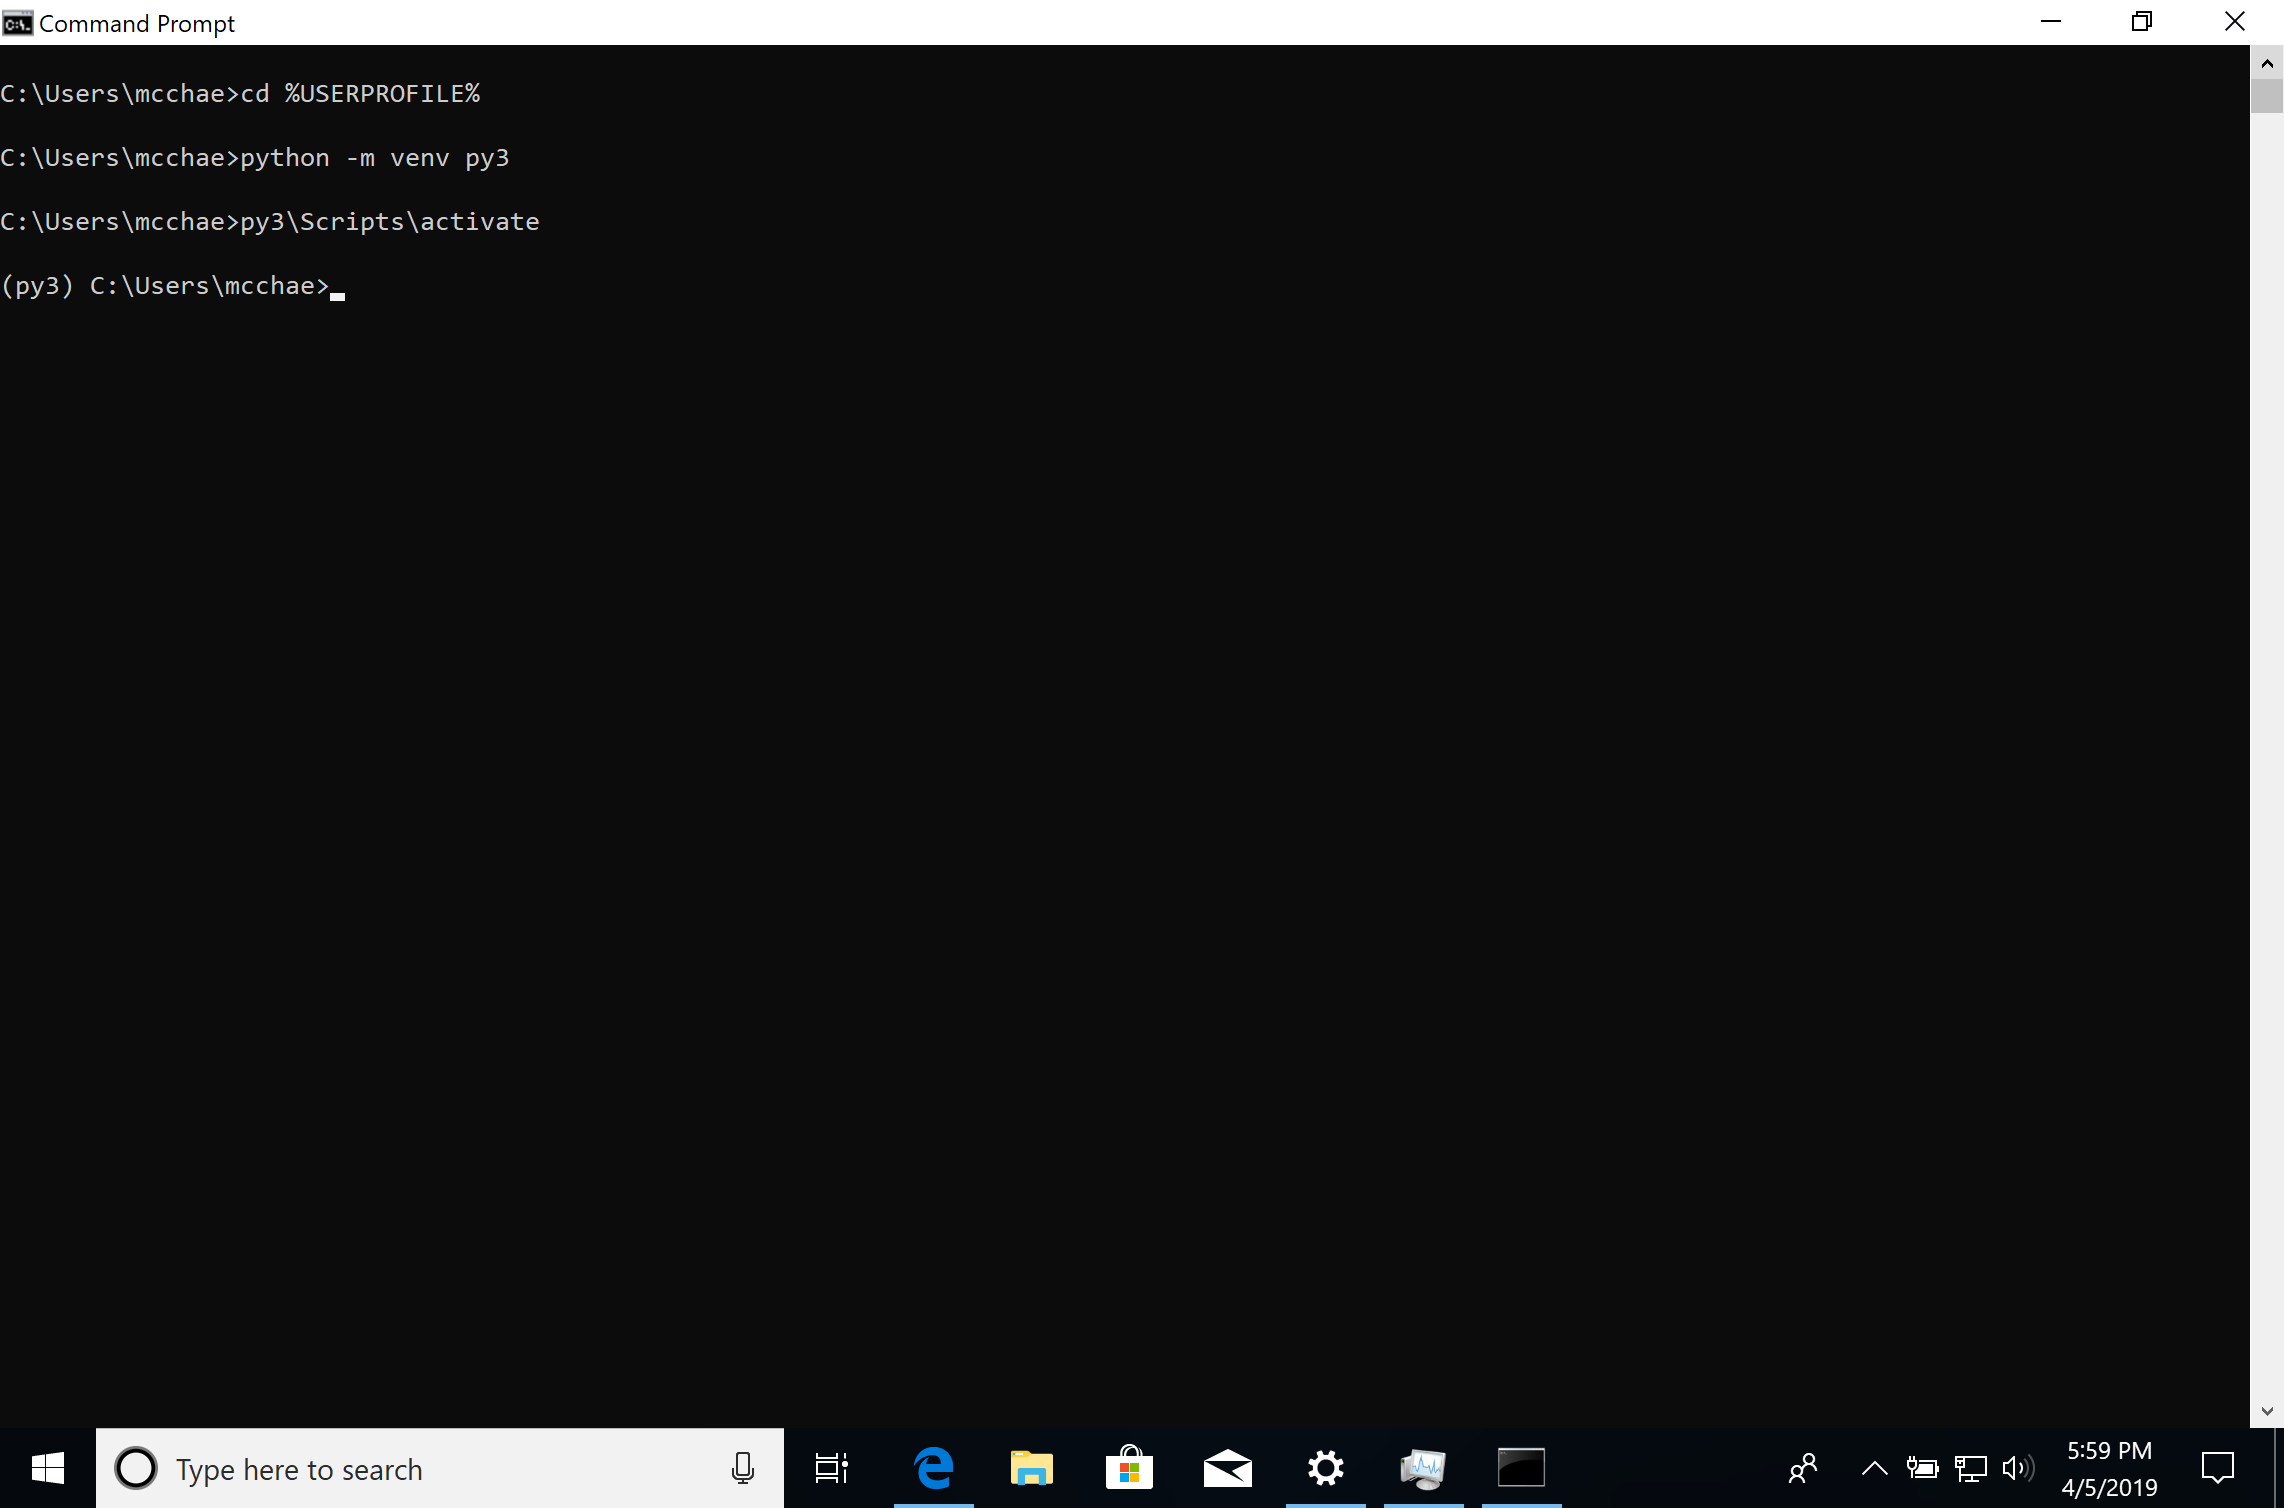 Command Prompt
C:\Users\mcchae>cd %USERPROFILE%
C:\Users\mcchae>python -m venv py3
C:\Users\mcchae>py3\Scripts\activate
(py3) C:\Users\mcchae>
Type here to search
5:59 PM
4/5/2019